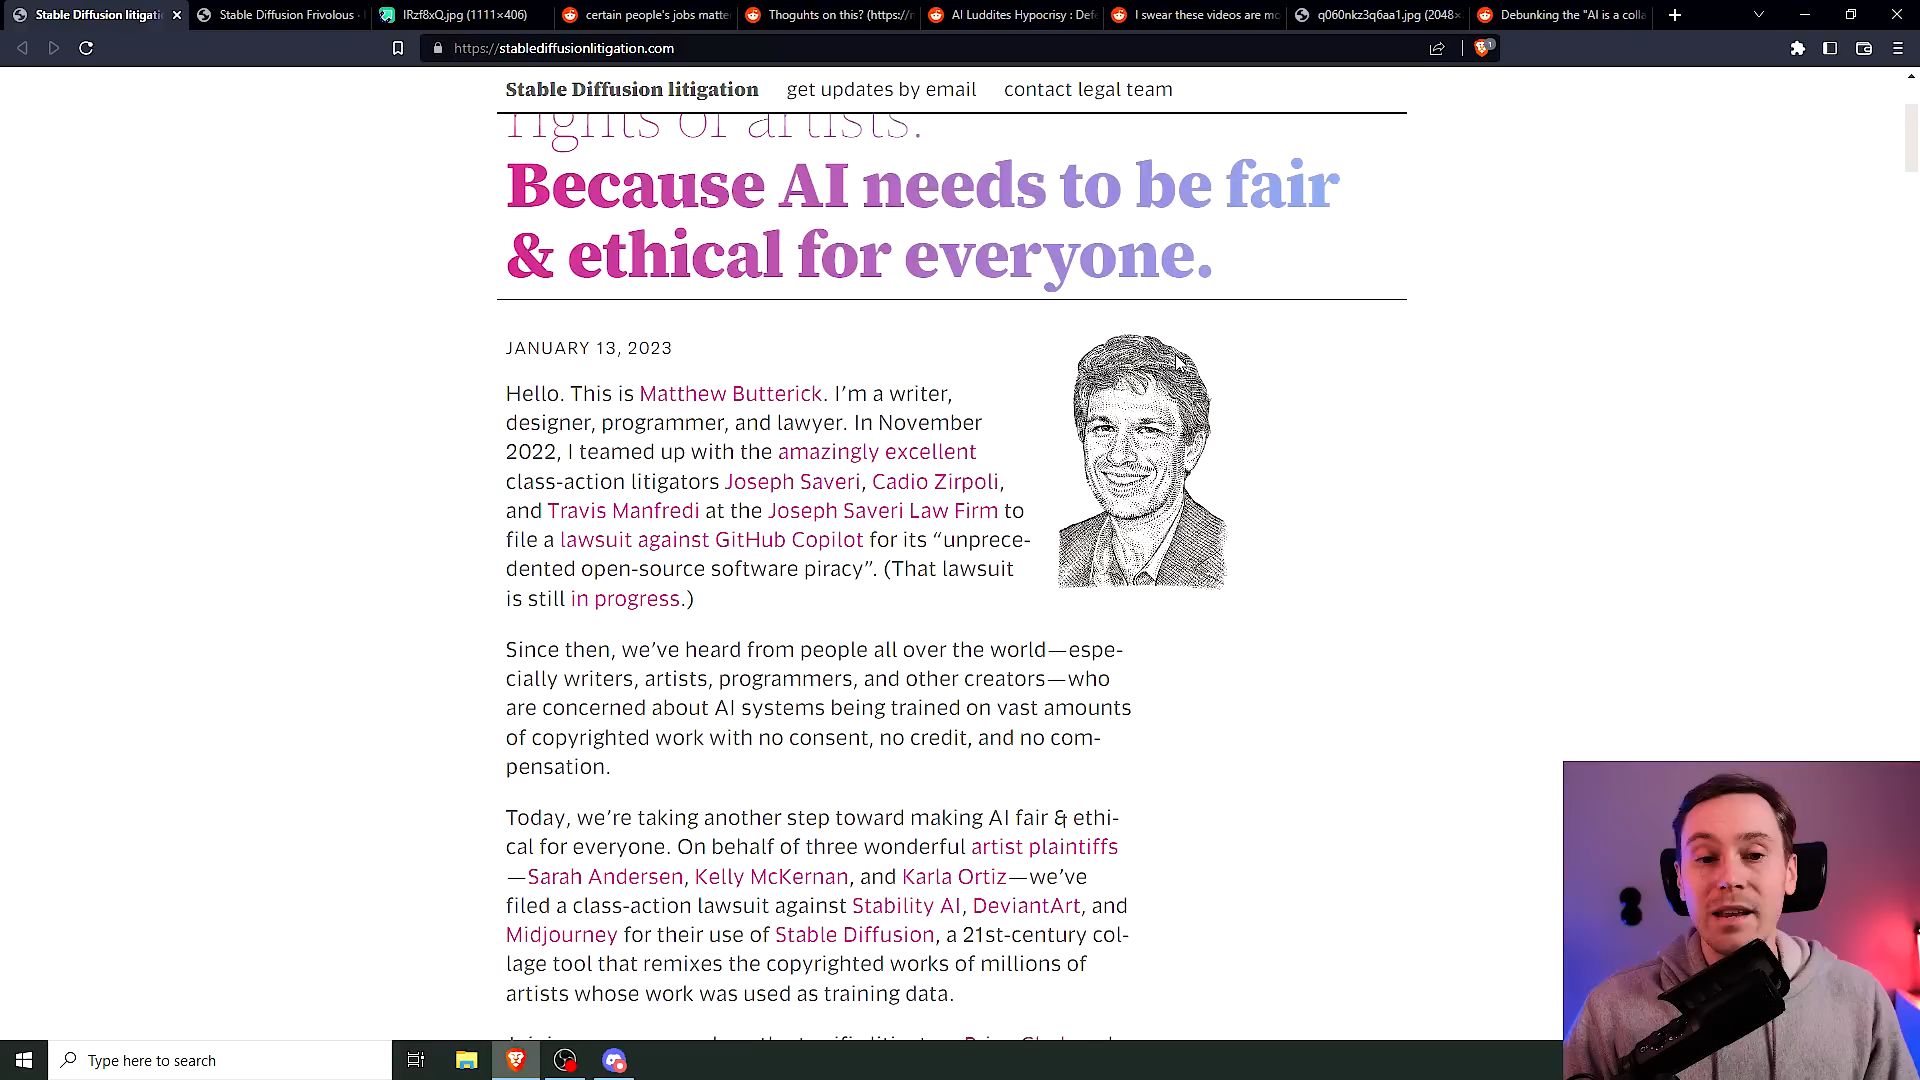 Stable Diffusion litigati
Stable Diffusion Frivolous ·
IRzf8xQ.jpg (1111×406)
certain people's jobs matte
Thoguhts on this? (https://r
AI Luddites Hypocrisy : Defe
I swear these videos are mo
q060nkz3q6aa1.jpg (2048×
Debunking the "AI is a colla
https://stablediffusionlitigation.com
1
Stable Diffusion litigation get updates by email contact legal team
rights of artists.
Because AI needs to be fair
& ethical for everyone.
JANUARY 13, 2023
Hello. This is Matthew Butterick. I’m a writer,
designer, programmer, and lawyer. In November
2022, I teamed up with the amazingly excellent
class-action litigators Joseph Saveri, Cadio Zirpoli,
and Travis Manfredi at the Joseph Saveri Law Firm to
file a lawsuit against GitHub Copilot for its “unprece-
dented open-source software piracy”. (That lawsuit
is still in progress.)
Since then, we’ve heard from people all over the world—espe-
cially writers, artists, programmers, and other creators—who
are concerned about AI systems being trained on vast amounts
of copyrighted work with no consent, no credit, and no com-
pensation.
Today, we’re taking another step toward making AI fair & ethi-
cal for everyone. On behalf of three wonderful artist plaintiffs
—Sarah Andersen, Kelly McKernan, and Karla Ortiz—we’ve
filed a class-action lawsuit against Stability AI, DeviantArt, and
Midjourney for their use of Stable Diffusion, a 21st-century col-
lage tool that remixes the copyrighted works of millions of
artists whose work was used as training data.
Type here to search